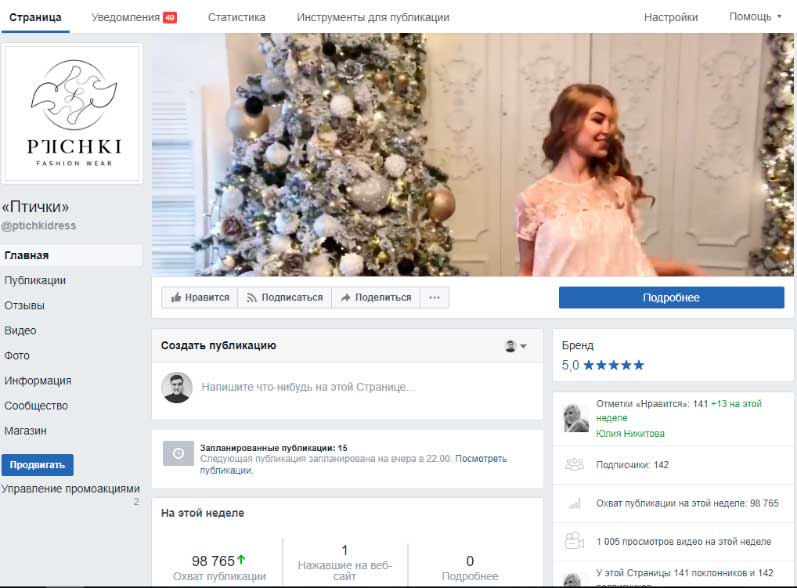 Страница
Уведомления 49
Статистика
Инструменты для публикации
Настройки
Помощь
PTICHKI
FASHION WEAR
«Птички»
@ptichkidress
Главная
Публикации
Отзывы
Видео
Фото
Информация
Сообщество
Магазин
Продвигать
Управление промоакциями
2
Нравится
Подписаться
Поделиться
...
Подробнее
Создать публикацию
Напишите что-нибудь на этой Странице...
Запланированные публикации: 15
Следующая публикация запланирована на вчера в 22:00. Посмотреть
публикации.
На этой неделе
98 765
Охват публикации
1
Нажавшие на веб-
сайт
0
Подробнее
Бренд
5,0 ★★★★★
Отметки «Нравится»: 141 +13 на этой
неделе
Юлия Никитова
Подписчики: 142
Охват публикации на этой неделе: 98 765
1 005 просмотров видео на этой неделе
У этой Страницы 141 поклонников и 142